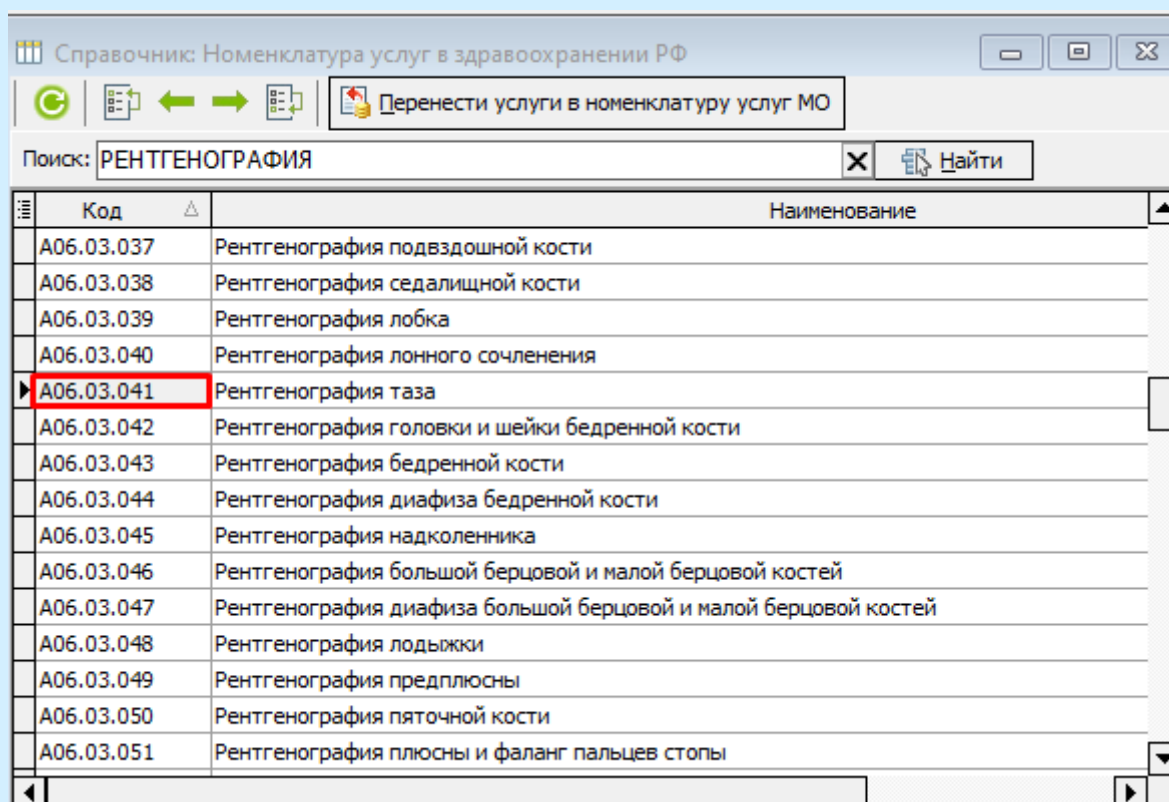 Справочник: Номенклатура услуг в здравоохранении РФ
Перенести услуги в номенклатуру услуг МО
Поиск: РЕНТГЕНОГРАФИЯ Найти
Код Наименование
A06.03.037 Рентгенография подвздошной кости
A06.03.038 Рентгенография седалищной кости
A06.03.039 Рентгенография лобка
A06.03.040 Рентгенография лонного сочленения
A06.03.041 Рентгенография таза
A06.03.042 Рентгенография головки и шейки бедренной кости
A06.03.043 Рентгенография бедренной кости
A06.03.044 Рентгенография диафиза бедренной кости
A06.03.045 Рентгенография надколенника
A06.03.046 Рентгенография большой берцовой и малой берцовой костей
A06.03.047 Рентгенография диафиза большой берцовой и малой берцовой костей
A06.03.048 Рентгенография лодыжки
A06.03.049 Рентгенография предплюсны
A06.03.050 Рентгенография пяточной кости
A06.03.051 Рентгенография плюсны и фаланг пальцев стопы